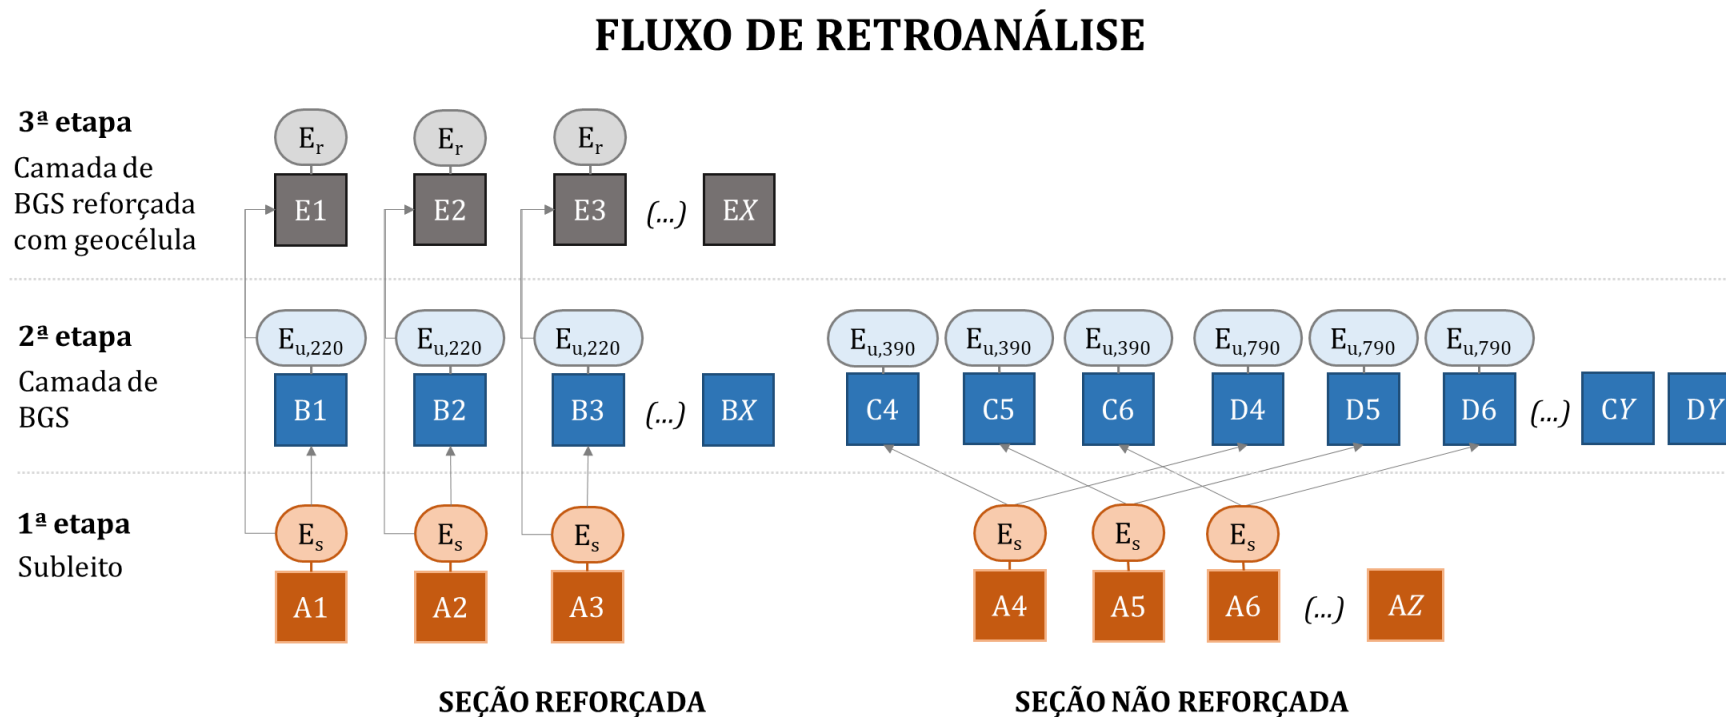 FLUXO DE RETROANÁLISE
3ª etapa
Camada de
BGS reforçada
com geocélula
Er Er Er
E1 E2 E3 (...) EX
2ª etapa
Camada de
BGS
Eu,220 Eu,220 Eu,220 Eu,390 Eu,390 Eu,390 Eu,790 Eu,790 Eu,790
B1 B2 B3 (...) BX C4 C5 C6 D4 D5 D6 (...) CY DY
1ª etapa
Subleito
Es Es Es Es Es Es
A1 A2 A3 A4 A5 A6 (...) AZ
SEÇÃO REFORÇADA SEÇÃO NÃO REFORÇADA